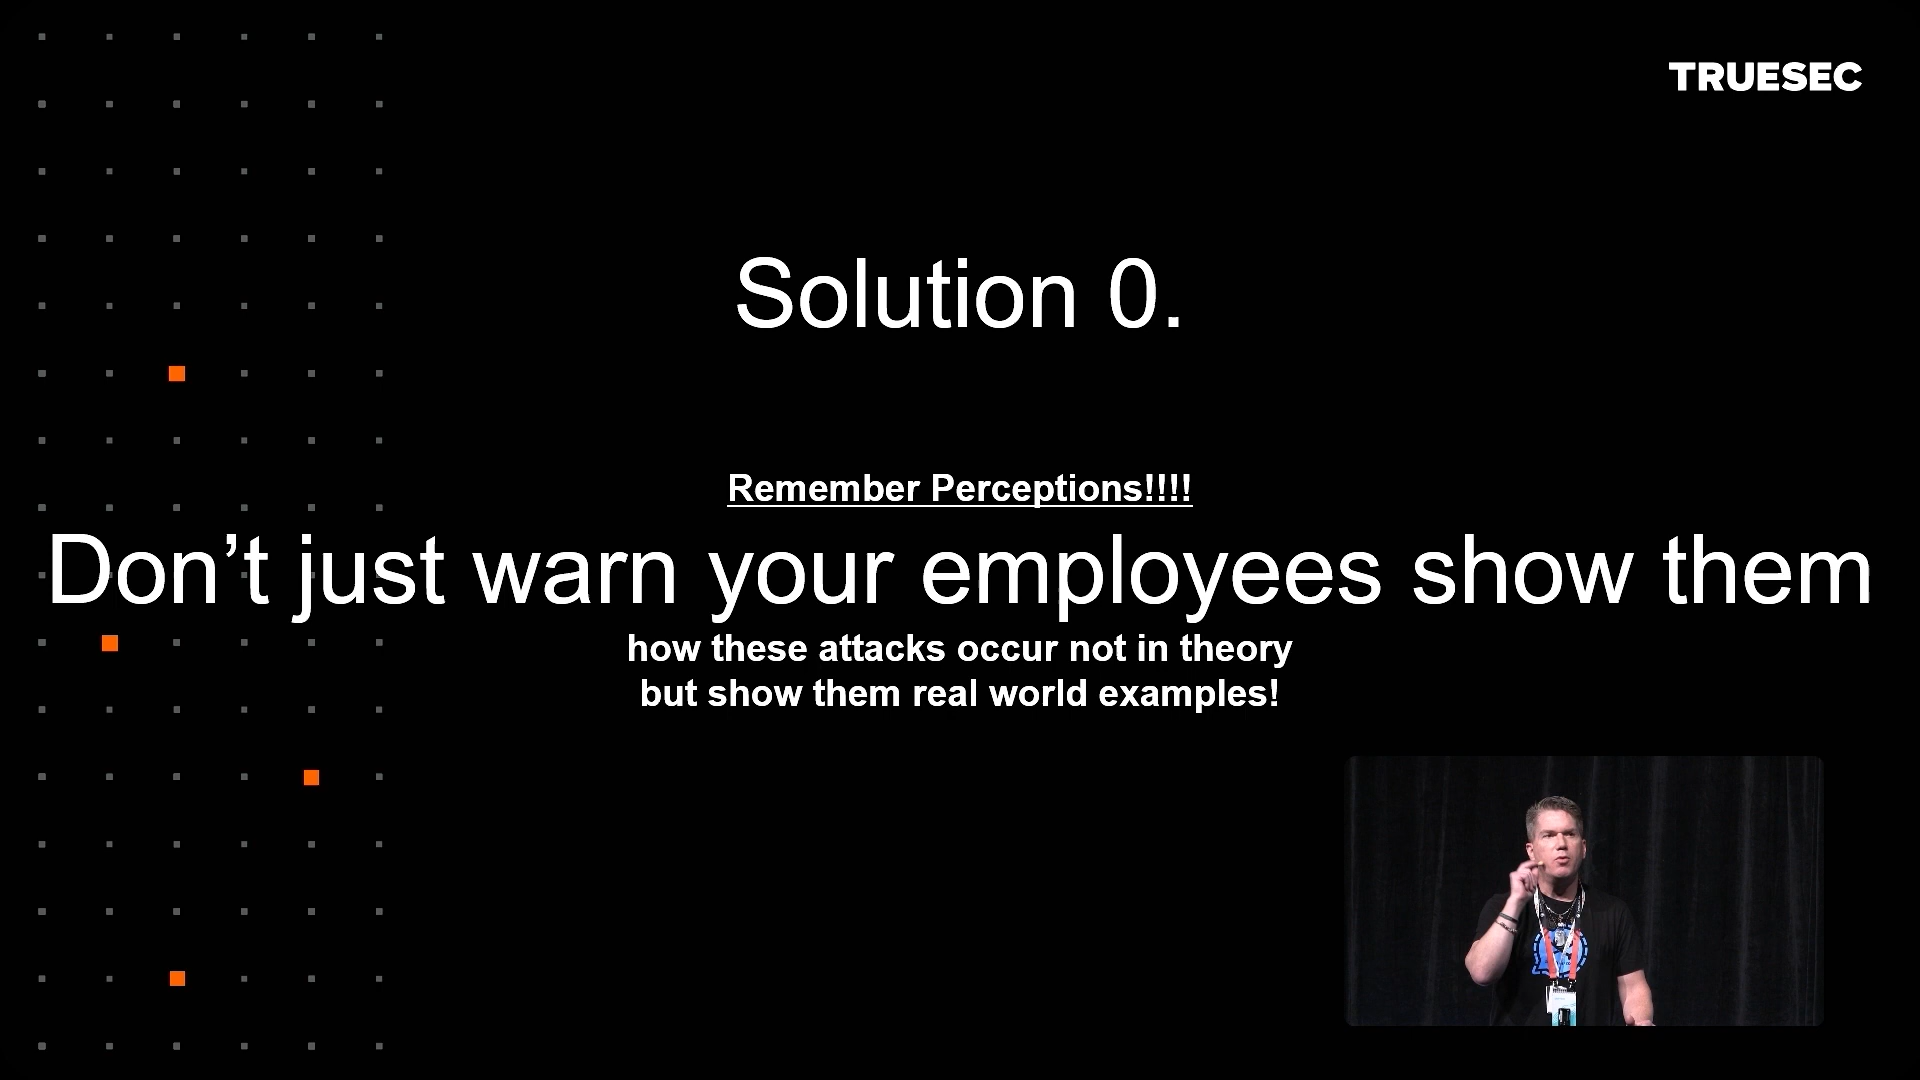 TRUESEC
Solution 0.
Remember Perceptions!!!!
Don’t just warn your employees show them
how these attacks occur not in theory
but show them real world examples!